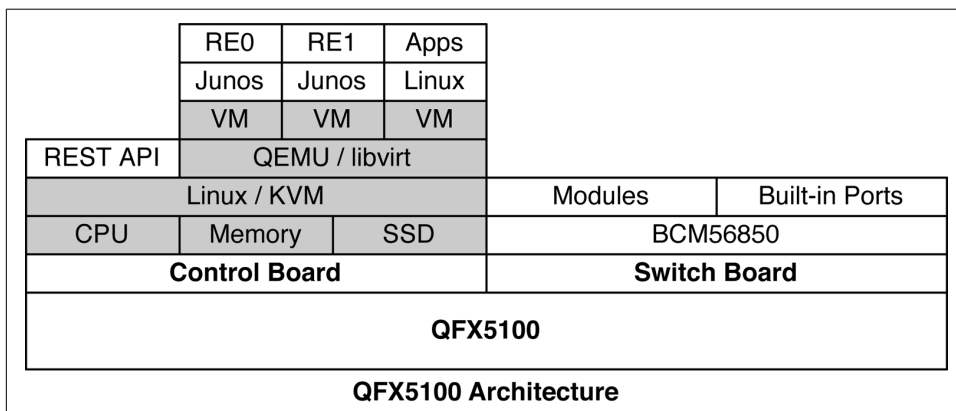 RE0 RE1 Apps
Junos Junos Linux
VM VM VM
REST API QEMU / libvirt
Linux / KVM Modules Built-in Ports
CPU Memory SSD BCM56850
Control Board Switch Board
QFX5100
QFX5100 Architecture